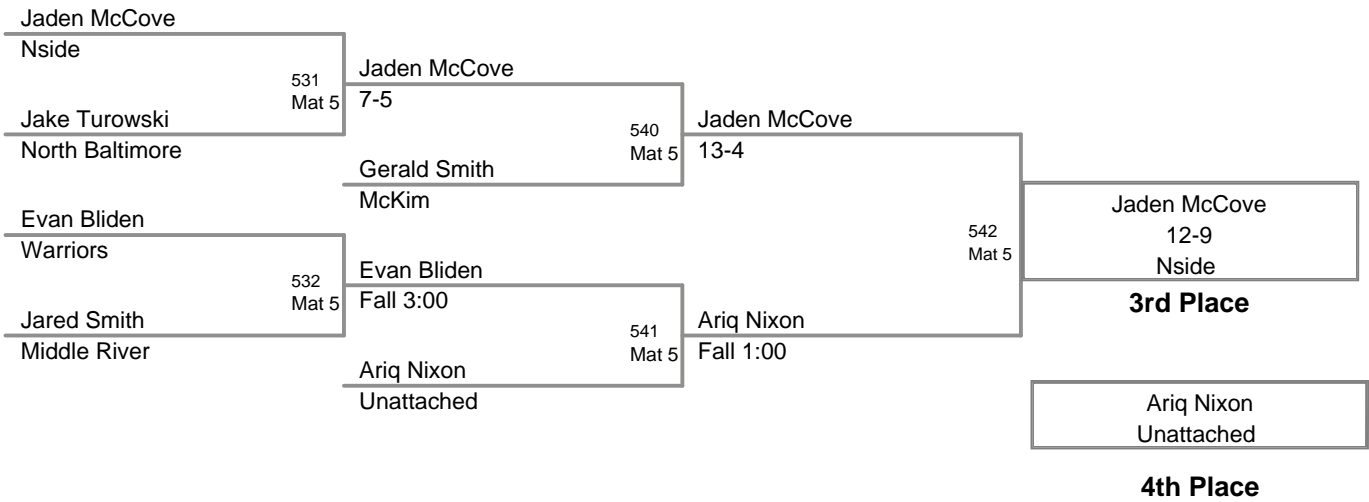 Jaden McCove
Nside
531
Mat 5
Jaden McCove
7-5
Jake Turowski
North Baltimore
540
Mat 5
Jaden McCove
13-4
Gerald Smith
McKim
Evan Bliden
Warriors
542
Mat 5
Jaden McCove
12-9
Nside
3rd Place
532
Mat 5
Evan Bliden
Fall 3:00
Jared Smith
Middle River
541
Mat 5
Ariq Nixon
Fall 1:00
Ariq Nixon
Unattached
Ariq Nixon
Unattached
4th Place